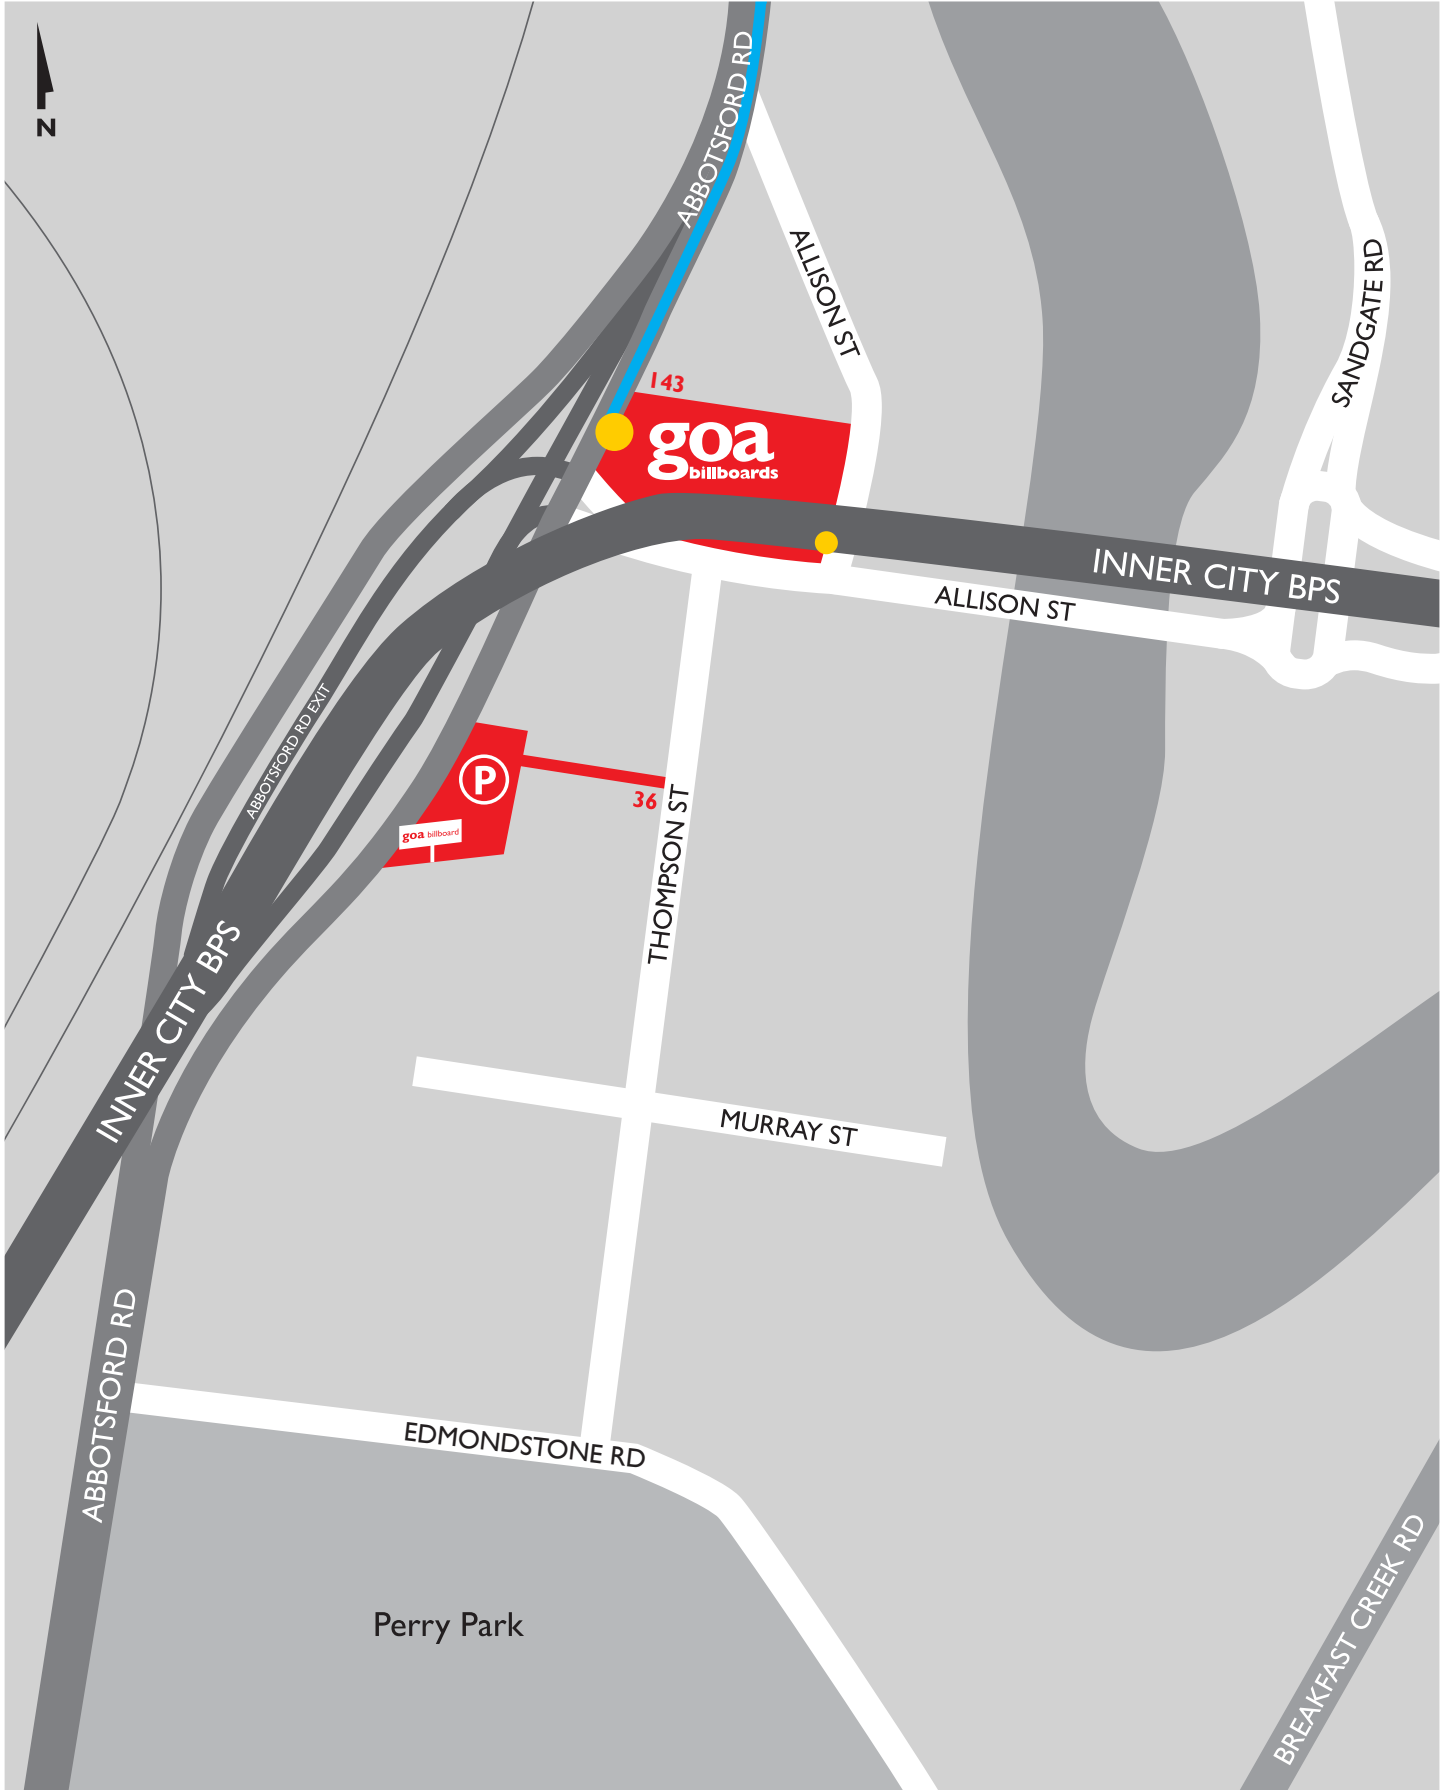 ABBOTSFORD RD
N
ALLISON ST
SANDGATE RD
143
goa
billboards
INNER CITY BPS
ALLISON ST
ABBOTSFORD RD EXIT
P
36
goa billboard
THOMPSON ST
INNER CITY BPS
MURRAY ST
ABBOTSFORD RD
EDMONDSTONE RD
BREAKFAST CREEK RD
Perry Park